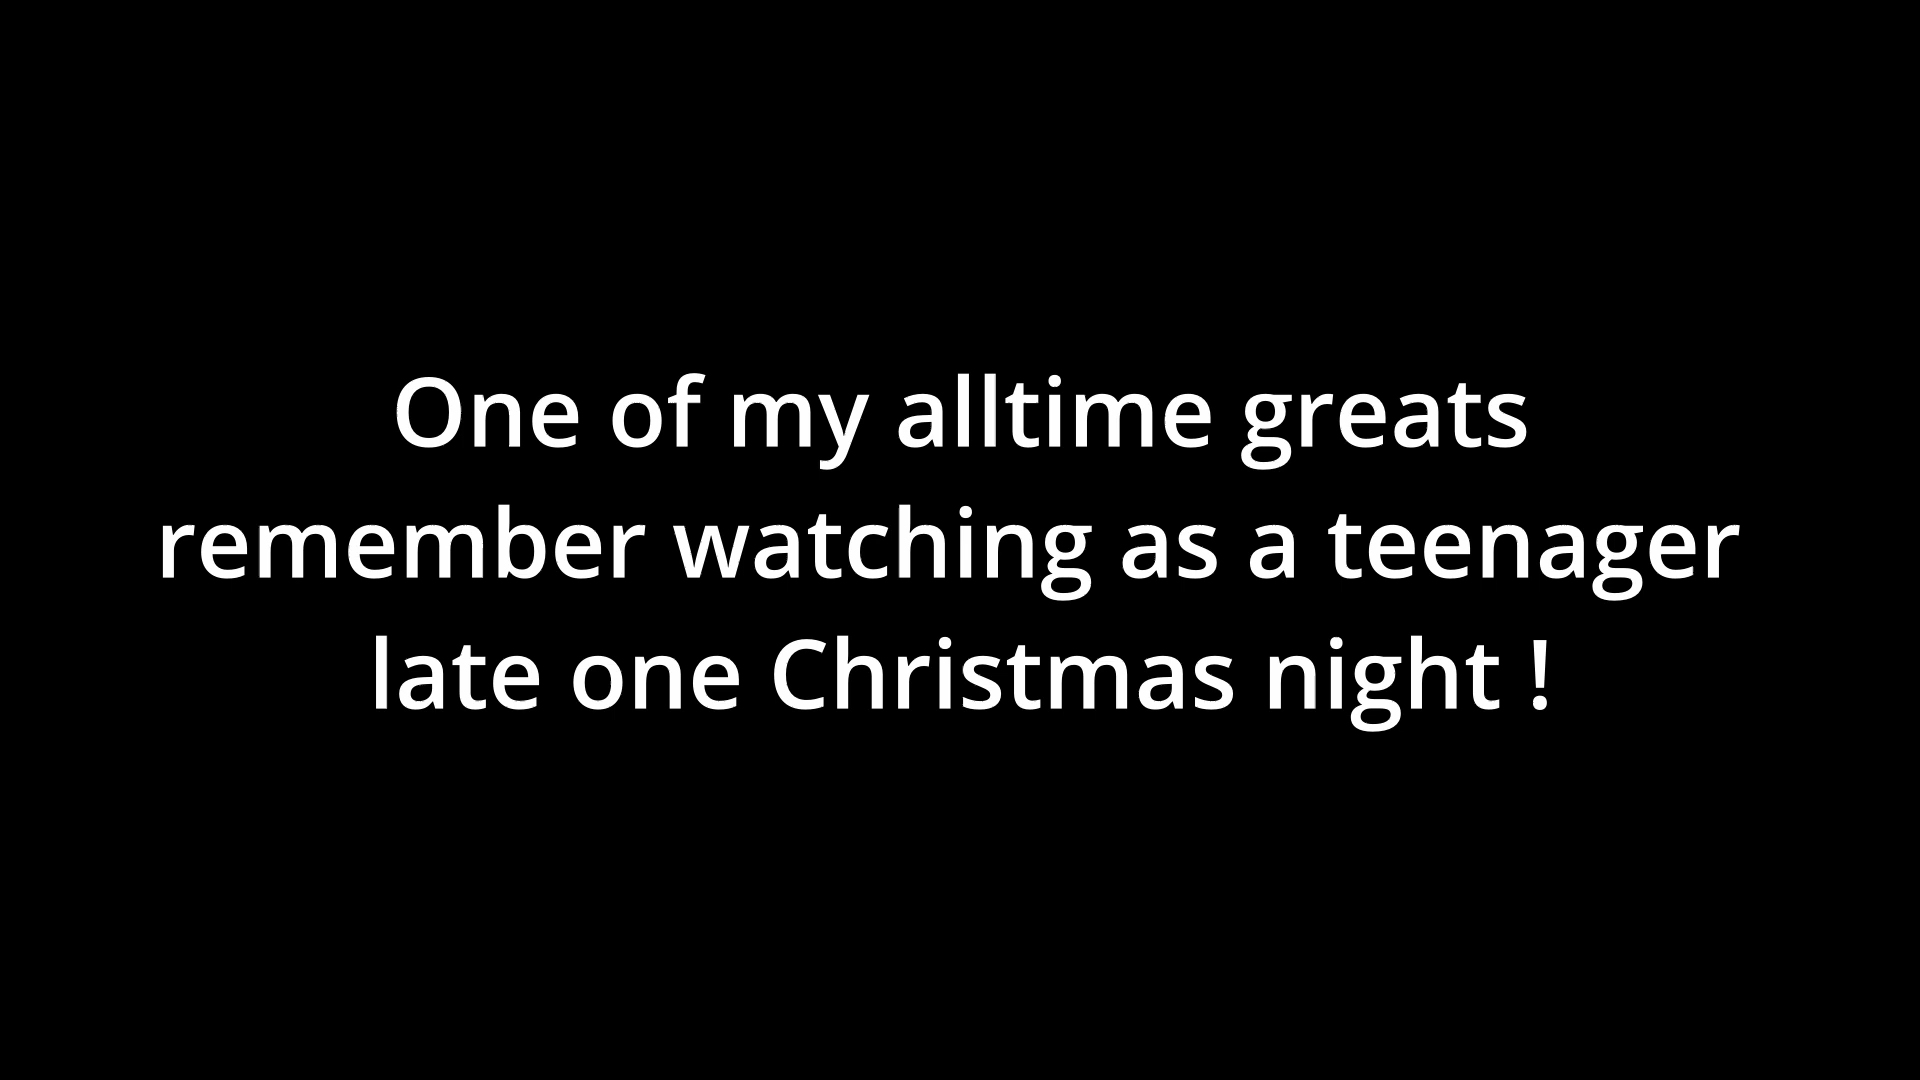 One of my alltime greats
remember watching as a teenager
late one Christmas night !